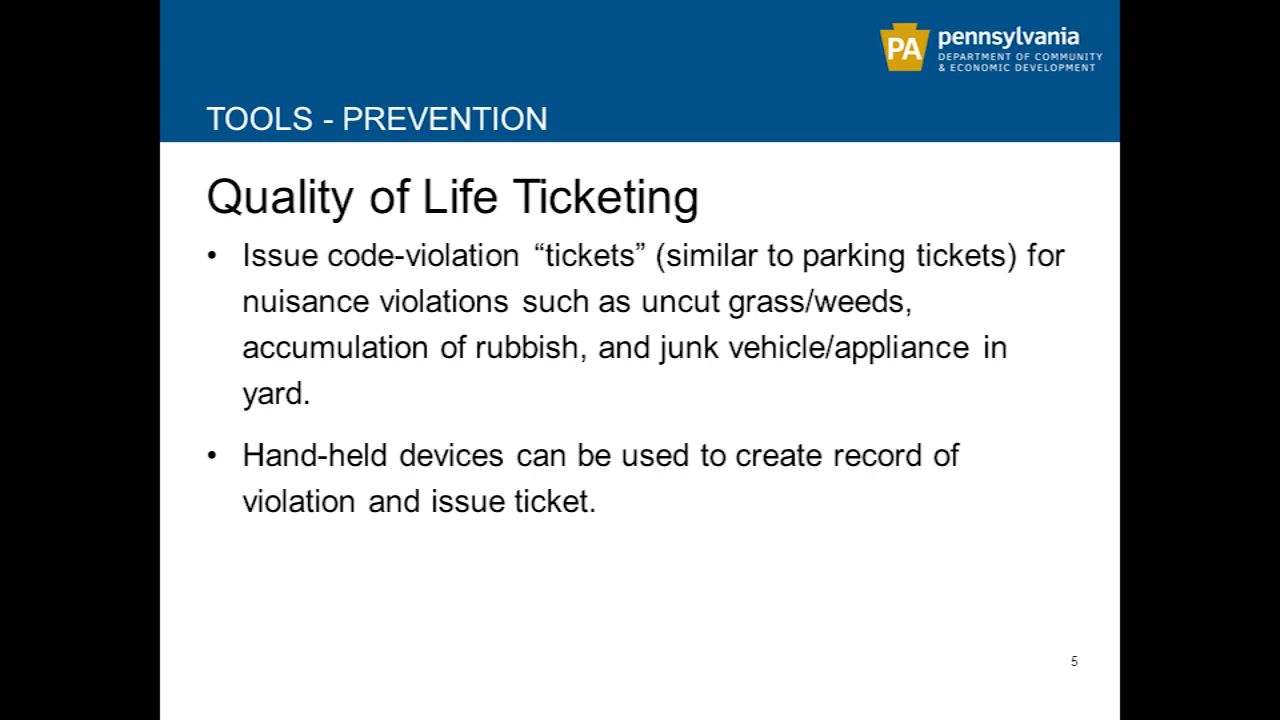 PA
pennsylvania
DEPARTMENT OF COMMUNITY
& ECONOMIC DEVELOPMENT
TOOLS - PREVENTION
Quality of Life Ticketing
• Issue code-violation “tickets” (similar to parking tickets) for
nuisance violations such as uncut grass/weeds,
accumulation of rubbish, and junk vehicle/appliance in
yard.
• Hand-held devices can be used to create record of
violation and issue ticket.
5